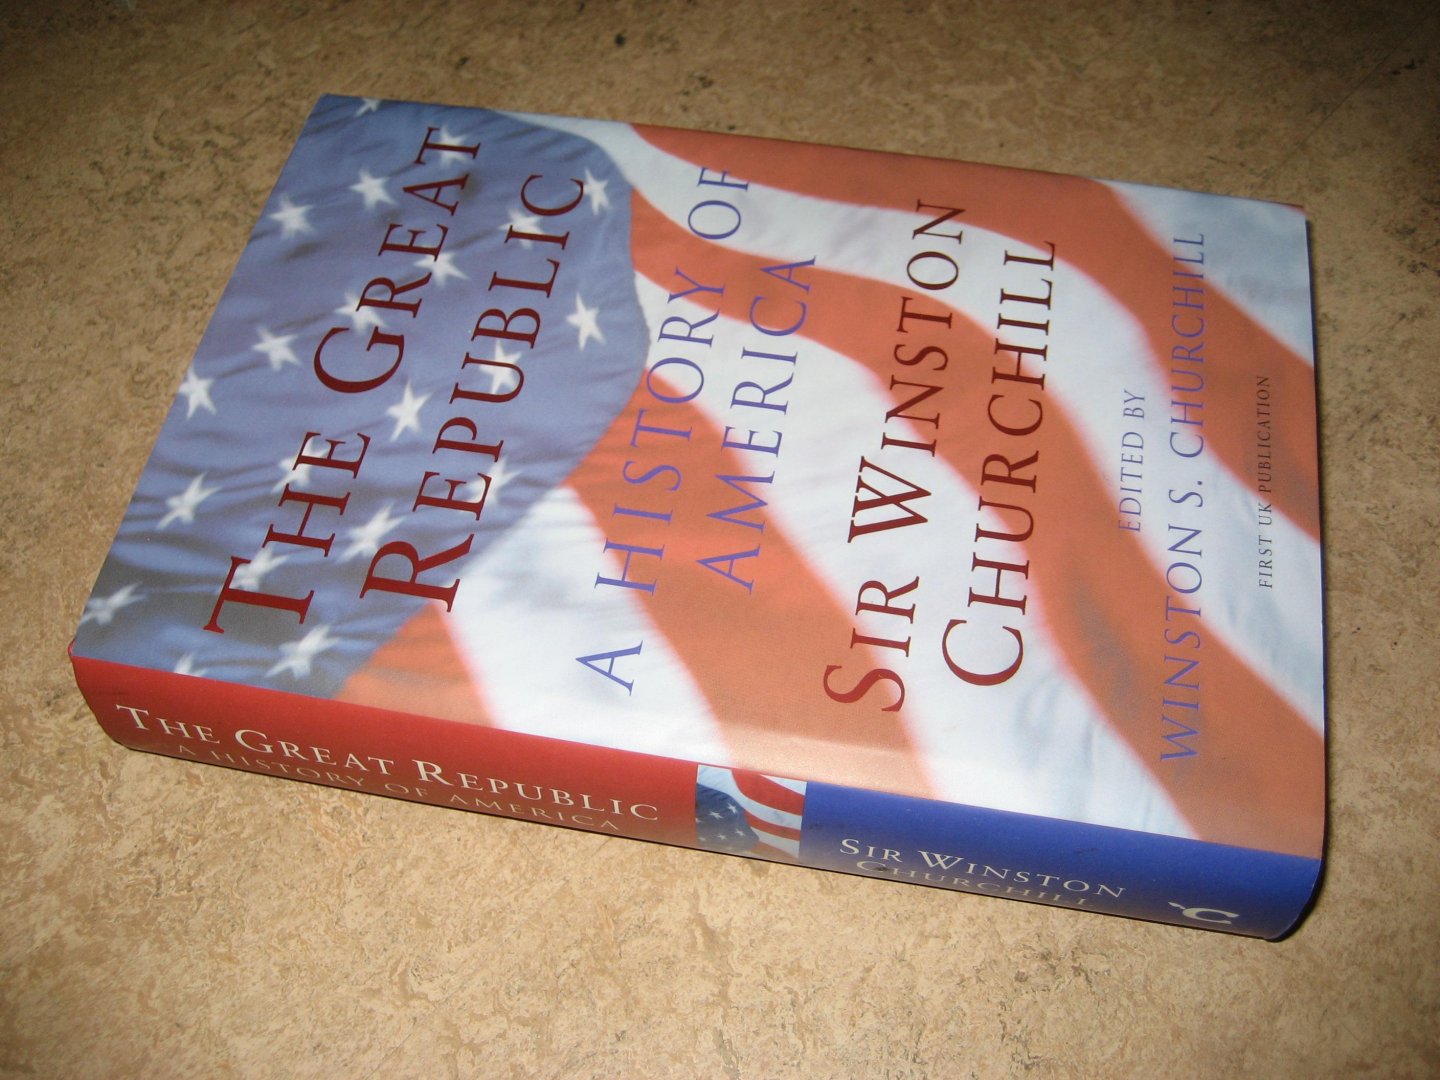 THE GREAT
REPUBLIC
A HISTORY OF
AMERICA
SIR WINSTON
CHURCHILL
EDITED BY
WINSTON S. CHURCHILL
FIRST UK PUBLICATION
THE GREAT REPUBLIC
A HISTORY OF AMERICA
SIR WINSTON
CHURCHILL